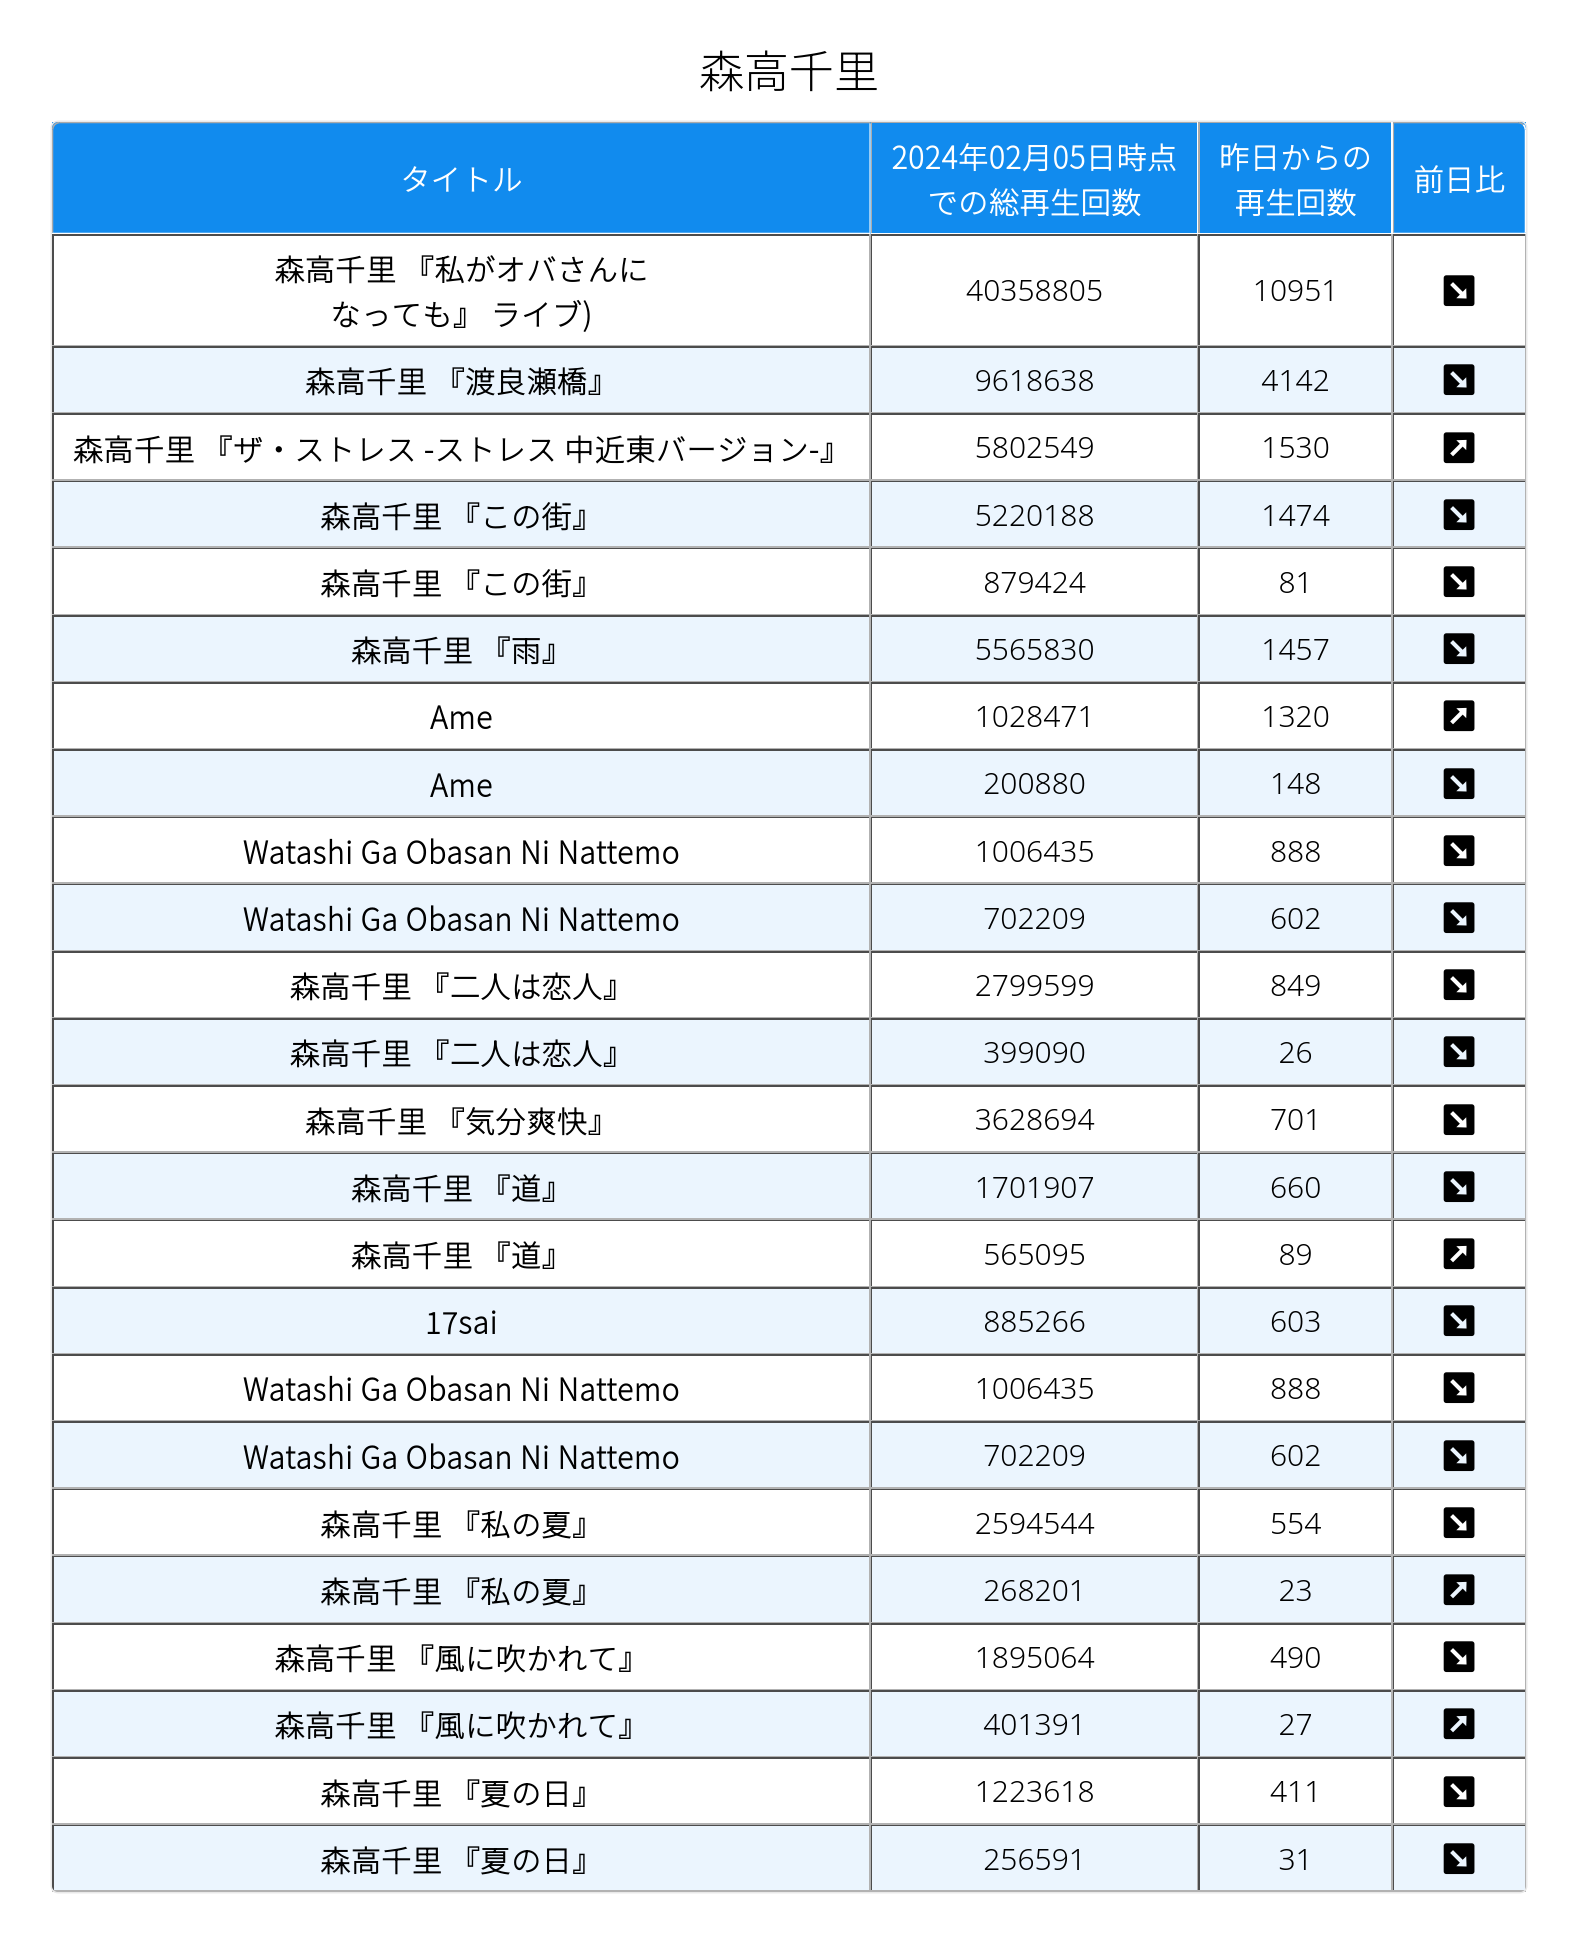 森高千里
タイトル 2024年02月05日時点 での総再生回数 昨日からの 再生回数 前日比
森高千里 『私がオバさんに
なっても』 ライブ) 40358805 10951
森高千里 『渡良瀬橋』 9618638 4142
森高千里 『ザ・ストレス -ストレス 中近東バージョン-』 5802549 1530
森高千里 『この街』 5220188 1474
森高千里 『この街』 879424 81
森高千里 『雨』 5565830 1457
Ame 1028471 1320
Ame 200880 148
Watashi Ga Obasan Ni Nattemo 1006435 888
Watashi Ga Obasan Ni Nattemo 702209 602
森高千里 『二人は恋人』 2799599 849
森高千里 『二人は恋人』 399090 26
森高千里 『気分爽快』 3628694 701
森高千里 『道』 1701907 660
森高千里 『道』 565095 89
17sai 885266 603
Watashi Ga Obasan Ni Nattemo 1006435 888
Watashi Ga Obasan Ni Nattemo 702209 602
森高千里 『私の夏』 2594544 554
森高千里 『私の夏』 268201 23
森高千里 『風に吹かれて』 1895064 490
森高千里 『風に吹かれて』 401391 27
森高千里 『夏の日』 1223618 411
森高千里 『夏の日』 256591 31